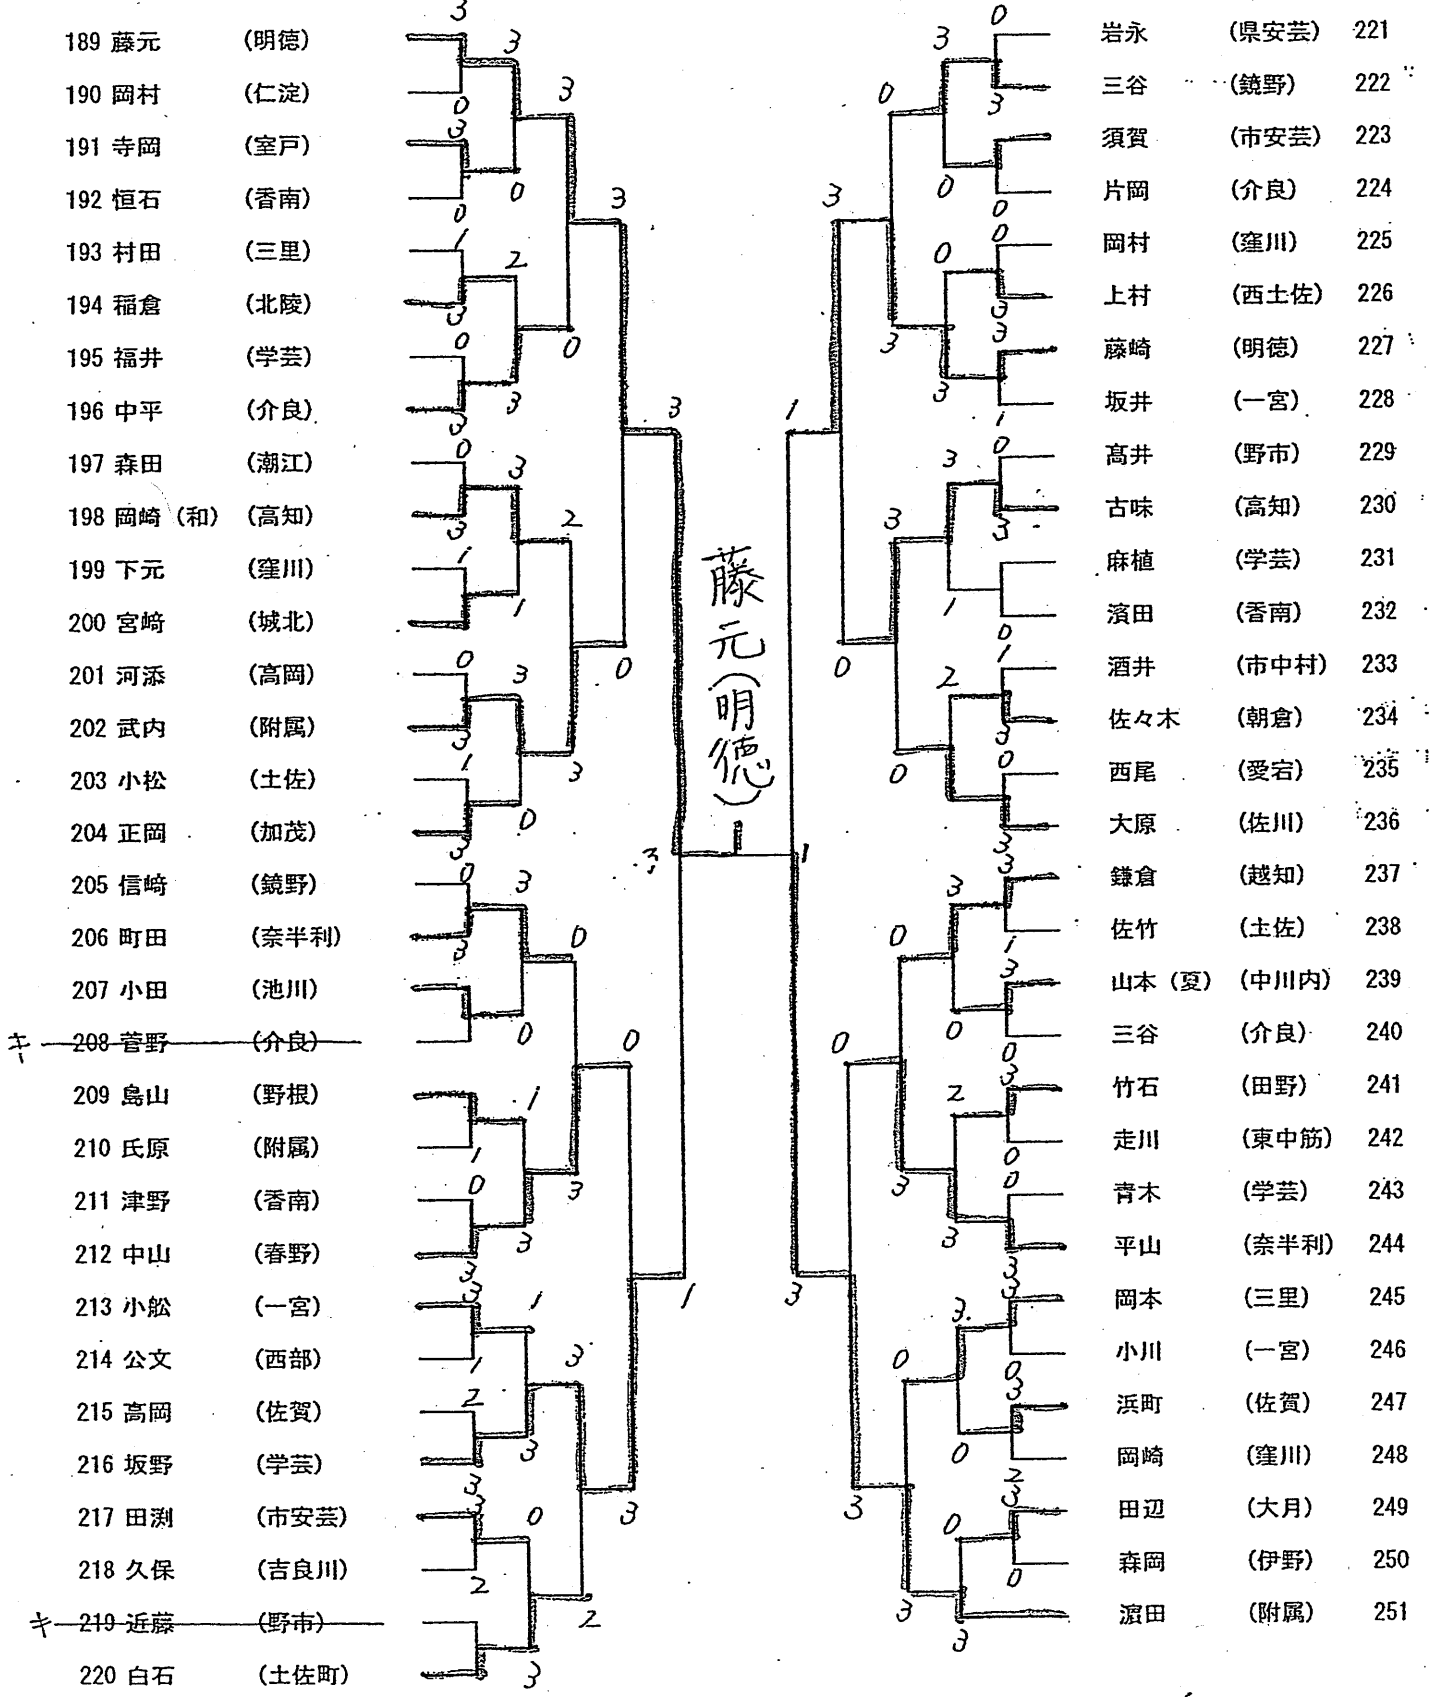 189 藤元 (明徳)
190 岡村 (仁淀)
191 寺岡 (室戸)
192 恒石 (香南)
193 村田 (三里)
194 稲倉 (北陵)
195 福井 (学芸)
196 中平 (介良)
197 森田 (潮江)
198 岡崎 (和) (高知)
199 下元 (窪川)
200 宮﨑 (城北)
201 河添 (高岡)
202 武内 (附属)
203 小松 (土佐)
204 正岡 (加茂)
205 信﨑 (鏡野)
206 町田 (奈半利)
207 小田 (池川)
キ 208 菅野 (介良)
209 島山 (野根)
210 氏原 (附属)
211 津野 (香南)
212 中山 (春野)
213 小舩 (一宮)
214 公文 (西部)
215 高岡 (佐賀)
216 坂野 (学芸)
217 田渕 (市安芸)
218 久保 (吉良川)
キ 219 近藤 (野市)
220 白石 (土佐町)
藤元(明徳)
岩永 (県安芸) 221
三谷 (鏡野) 222
須賀 (市安芸) 223
片岡 (介良) 224
岡村 (窪川) 225
上村 (西土佐) 226
藤崎 (明徳) 227
坂井 (一宮) 228
髙井 (野市) 229
古味 (高知) 230
麻植 (学芸) 231
濱田 (香南) 232
酒井 (市中村) 233
佐々木 (朝倉) 234
西尾 (愛宕) 235
大原 (佐川) 236
鎌倉 (越知) 237
佐竹 (土佐) 238
山本 (夏) (中川内) 239
三谷 (介良) 240
竹石 (田野) 241
走川 (東中筋) 242
青木 (学芸) 243
平山 (奈半利) 244
岡本 (三里) 245
小川 (一宮) 246
浜町 (佐賀) 247
岡崎 (窪川) 248
田辺 (大月) 249
森岡 (伊野) 250
濵田 (附属) 251